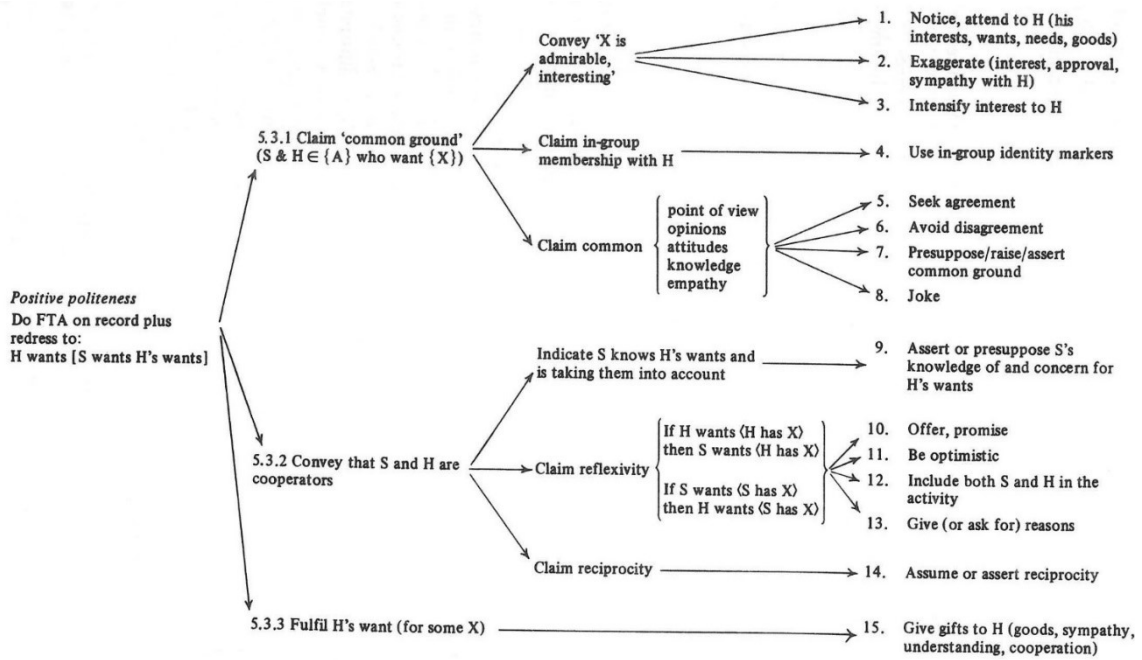 Positive politeness
Do FTA on record plus
redress to:
H wants [S wants H's wants]
5.3.1 Claim 'common ground'
(S & H ∈ {A} who want {X})
Convey 'X is
admirable,
interesting'
1. Notice, attend to H (his
interests, wants, needs, goods)
2. Exaggerate (interest, approval,
sympathy with H)
3. Intensify interest to H
Claim in-group
membership with H
4. Use in-group identity markers
Claim common
point of view
opinions
attitudes
knowledge
empathy
5. Seek agreement
6. Avoid disagreement
7. Presuppose/raise/assert
common ground
8. Joke
5.3.2 Convey that S and H are
cooperators
Indicate S knows H's wants and
is taking them into account
9. Assert or presuppose S's
knowledge of and concern for
H's wants
Claim reflexivity
If H wants ⟨H has X⟩
then S wants ⟨H has X⟩
If S wants ⟨S has X⟩
then H wants ⟨S has X⟩
10. Offer, promise
11. Be optimistic
12. Include both S and H in the
activity
13. Give (or ask for) reasons
Claim reciprocity
14. Assume or assert reciprocity
5.3.3 Fulfil H's want (for some X)
15. Give gifts to H (goods, sympathy,
understanding, cooperation)